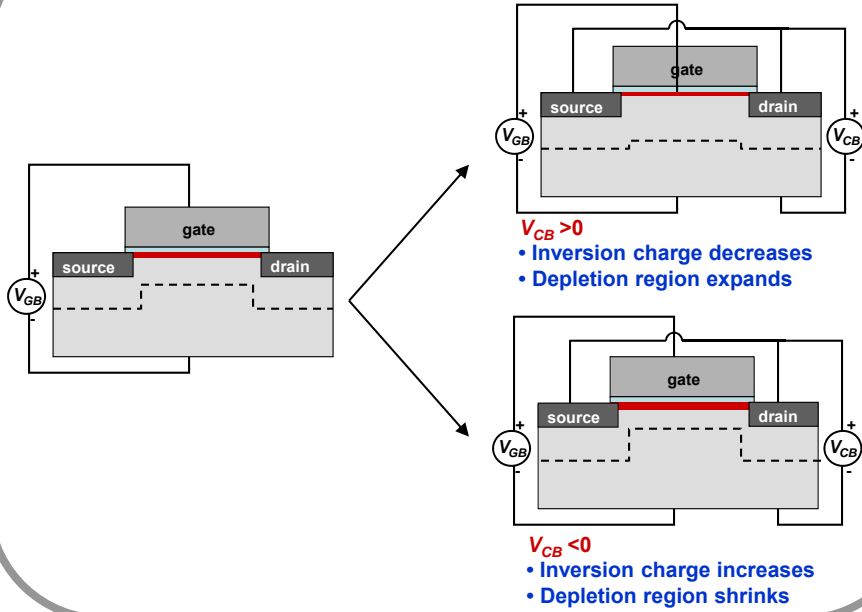 gate
source
drain
+
V_GB
-
gate
source
drain
+
V_GB
-
+
V_CB
-
V_CB >0
• Inversion charge decreases
• Depletion region expands
gate
source
drain
+
V_GB
-
+
V_CB
-
V_CB <0
• Inversion charge increases
• Depletion region shrinks